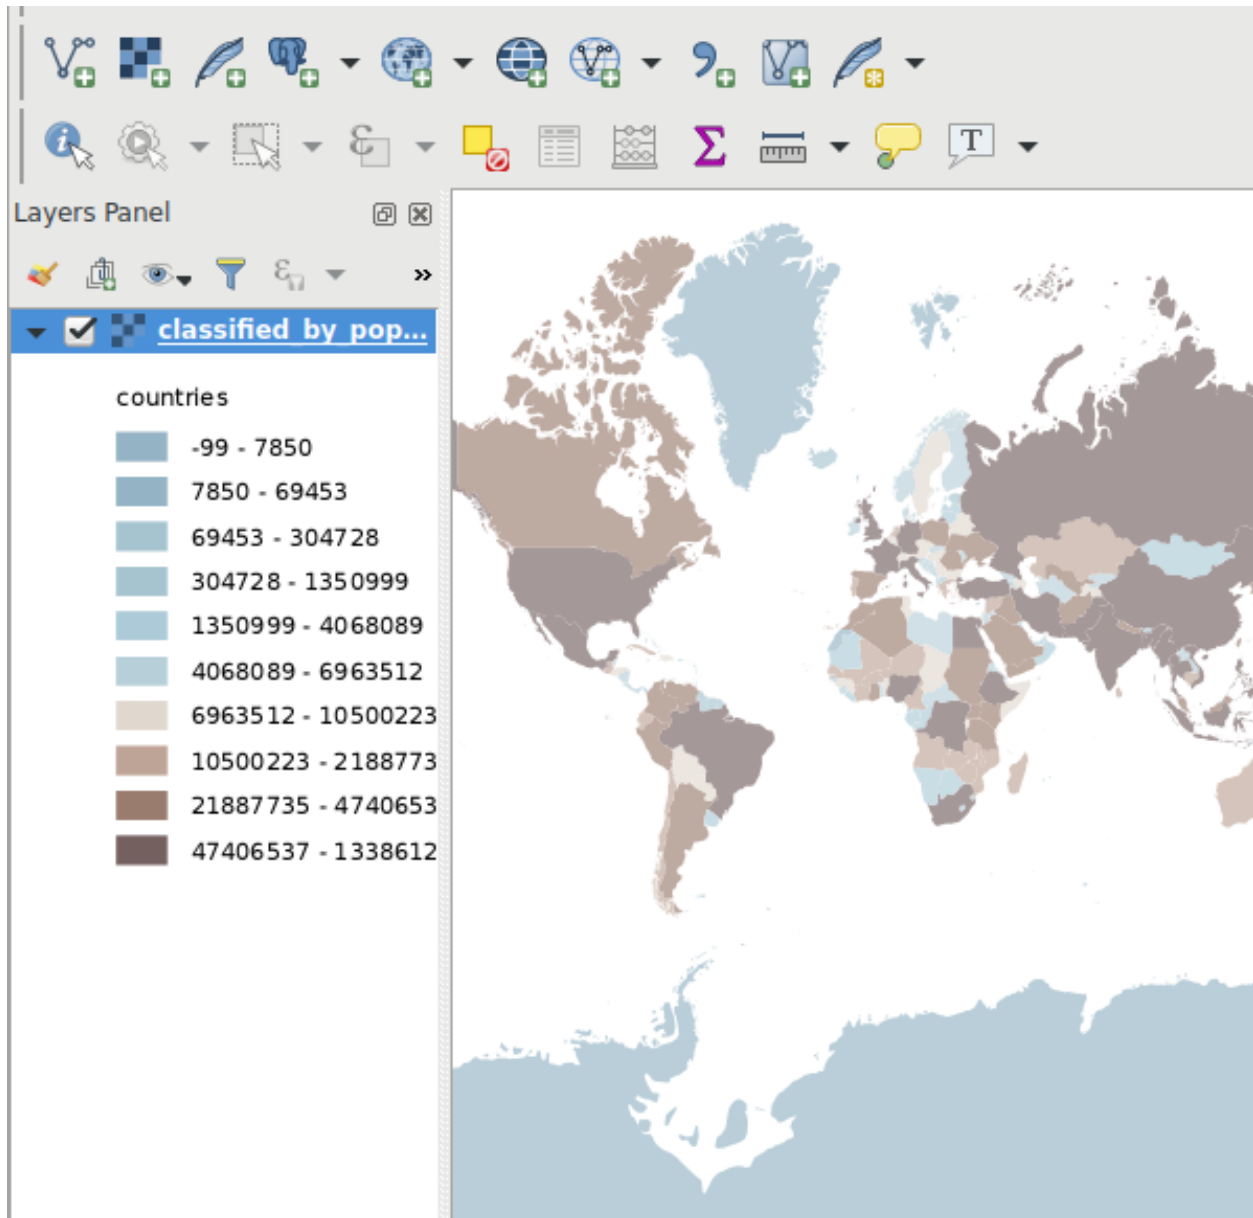 T
Layers Panel
classified_by_pop...
countries
-99 - 7850
7850 - 69453
69453 - 304728
304728 - 1350999
1350999 - 4068089
4068089 - 6963512
6963512 - 10500223
10500223 - 2188773
21887735 - 4740653
47406537 - 1338612